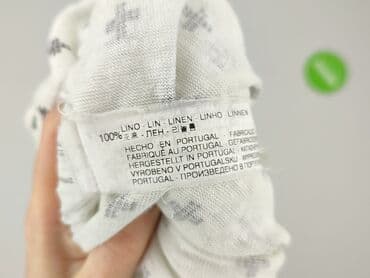 LINO - LIN - LINEN - LINHO - LINNEN
100% - ЛЕН -
HECHO EN PORTUGAL - FABRICADO
FABRIQUÉ AU PORTUGAL -
HERGESTELLT IN PORTUGAL -
VYROBENO V PORTUGALSKU -
PORTUGAL - ПРОИЗВЕДЕНО В